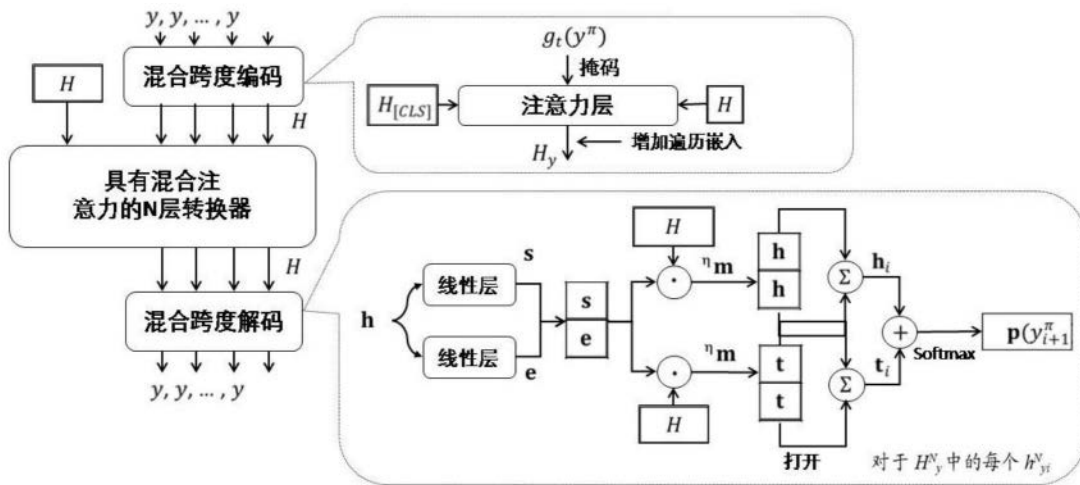 y, y, … , y
混合跨度编码
H
H
具有混合注
意力的N层转换器
H
混合跨度解码
y, y, … , y
g_t(y^π)
掩码
H_[CLS]
注意力层
H
H_y
增加遍历嵌入
h
线性层
s
线性层
e
s
e
H
η m
h
h
Σ
h_i
H
η m
t
t
Σ
t_i
+
Softmax
p(y^π_{i+1}
打开
对于 H^N_y 中的每个 h^N_{yi}